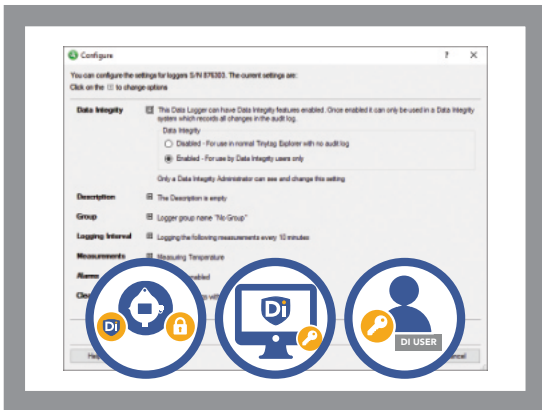 Configure
?
You can configure the settings for loggers S/N 876303. The current settings are:
Click on the ⊞ to change options
Data Integrity
This Data Logger can have Data Integrity features enabled. Once enabled it can only be used in a Data Integrity
system which records all changes in the audit log.
Data Integrity
Disabled - For use in normal Tinytag Explorer with no audit log
Enabled - For use by Data Integrity users only
Only a Data Integrity Administrator can see and change this setting
Description The Description is empty
Group Logger group name "No Group"
Logging Interval Logging the following measurements every 10 minutes
Measurements Measuring Temperature
Alarms enabled
Di
Di
DI USER